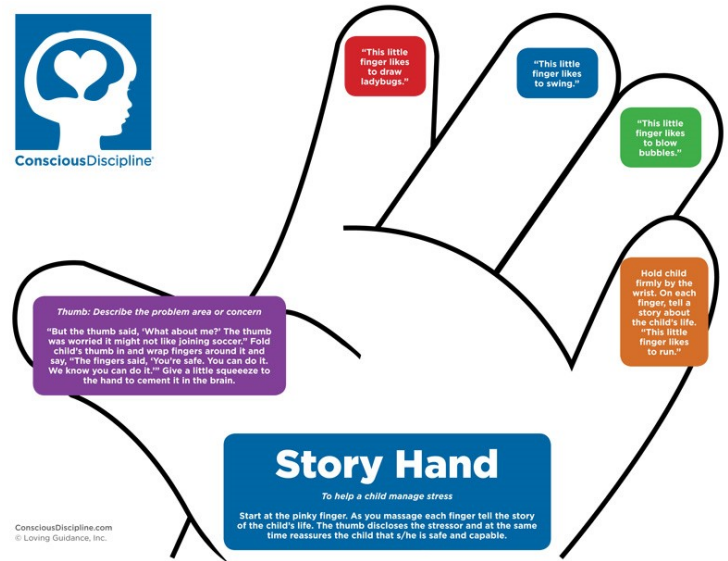 ConsciousDiscipline®
"This little
finger likes
to draw
ladybugs."
"This little
finger likes
to swing."
"This little
finger likes
to blow
bubbles."
Hold child
firmly by the
wrist. On each
finger, tell a
story about
the child's life.
"This little
finger likes
to run."
Thumb: Describe the problem area or concern
"But the thumb said, 'What about me?' The thumb
was worried it might not like joining soccer." Fold
child's thumb in and wrap fingers around it and
say, "The fingers said, 'You're safe. You can do it.
We know you can do it.'" Give a little squeeeze to
the hand to cement it in the brain.
Story Hand
To help a child manage stress
Start at the pinky finger. As you massage each finger tell the story
of the child's life. The thumb discloses the stressor and at the same
time reassures the child that s/he is safe and capable.
ConsciousDiscipline.com
© Loving Guidance, Inc.